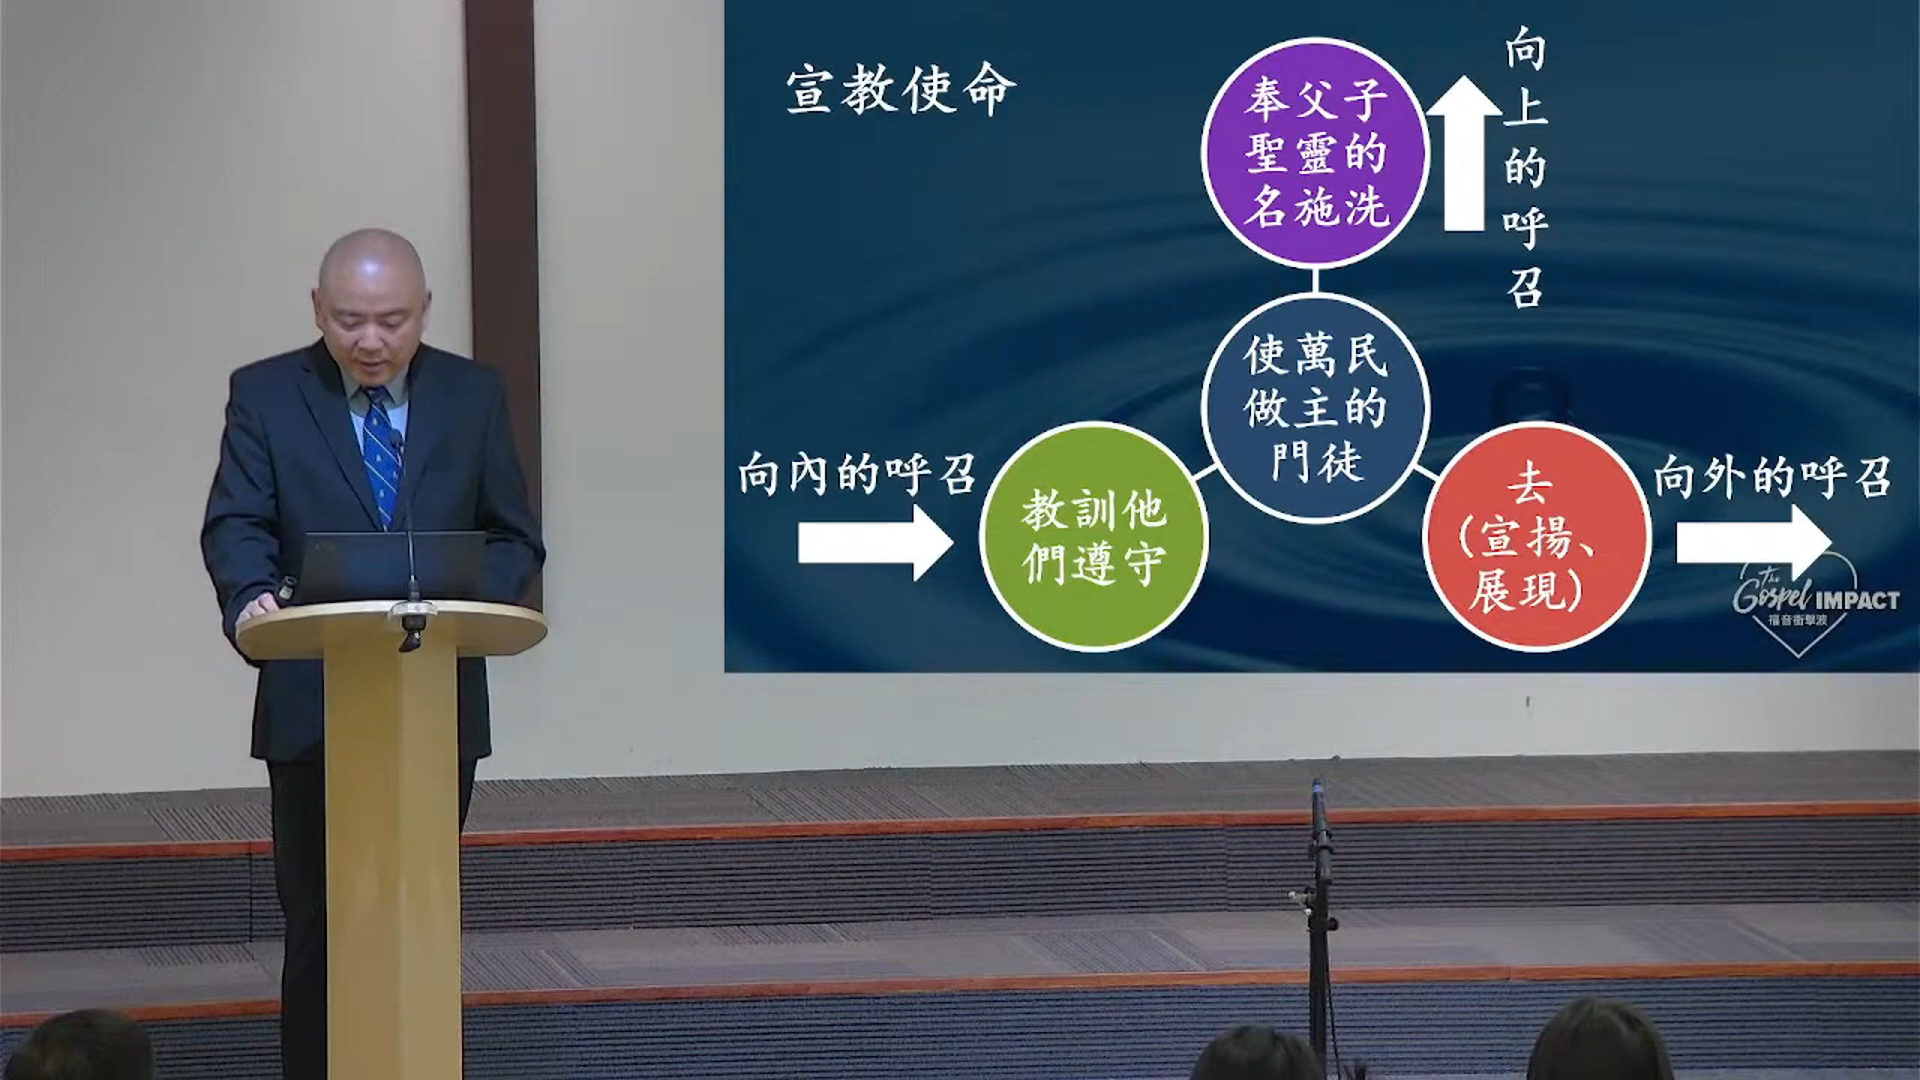 宣教使命
奉父子
聖靈的
名施洗
向上的呼召
使萬民
做主的
門徒
向內的呼召
教訓他
們遵守
去
(宣揚、
展現)
向外的呼召
The
Gospel IMPACT
福音衝擊波